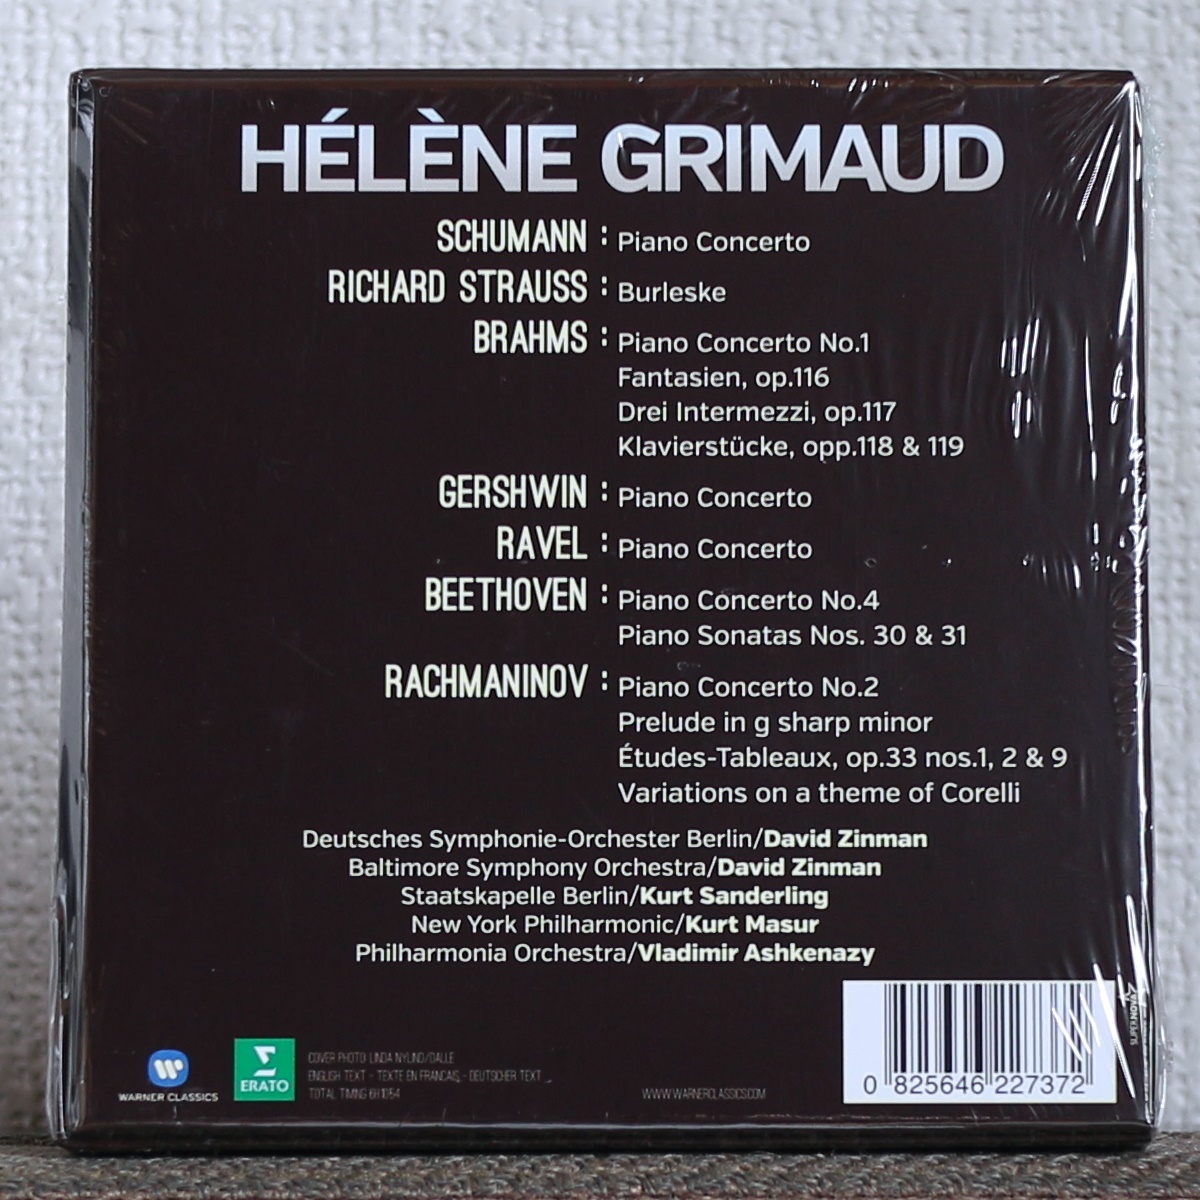 HÉLÈNE GRIMAUD
SCHUMANN : Piano Concerto
RICHARD STRAUSS : Burleske
BRAHMS : Piano Concerto No.1
Fantasien, op.116
Drei Intermezzi, op.117
Klavierstücke, opp.118 & 119
GERSHWIN : Piano Concerto
RAVEL : Piano Concerto
BEETHOVEN : Piano Concerto No.4
Piano Sonatas Nos. 30 & 31
RACHMANINOV : Piano Concerto No.2
Prelude in g sharp minor
Études-Tableaux, op.33 nos.1, 2 & 9
Variations on a theme of Corelli
Deutsches Symphonie-Orchester Berlin/David Zinman
Baltimore Symphony Orchestra/David Zinman
Staatskapelle Berlin/Kurt Sanderling
New York Philharmonic/Kurt Masur
Philharmonia Orchestra/Vladimir Ashkenazy
WARNER CLASSICS
ERATO
COVER PHOTO: LINDA NYLIND/DALLE
ENGLISH TEXT - TEXTE EN FRANÇAIS - DEUTSCHER TEXT
TOTAL TIMING: 6H10:54
WWW.WARNERCLASSICS.COM
0 825646 227372
SUPERNOVA7